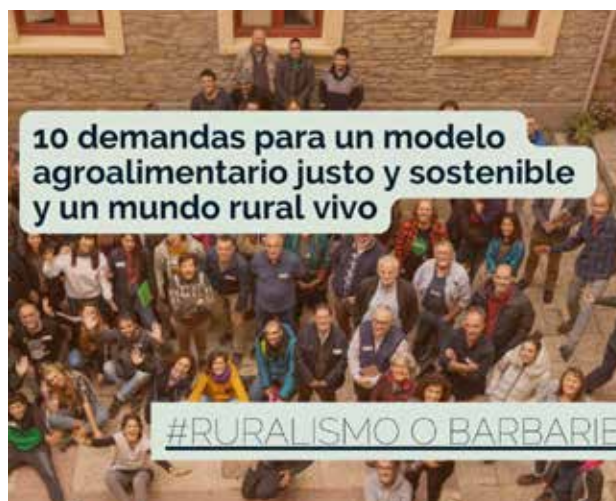 10 demandas para un modelo
agroalimentario justo y sostenible
y un mundo rural vivo
#RURALISMO O BARBARIE